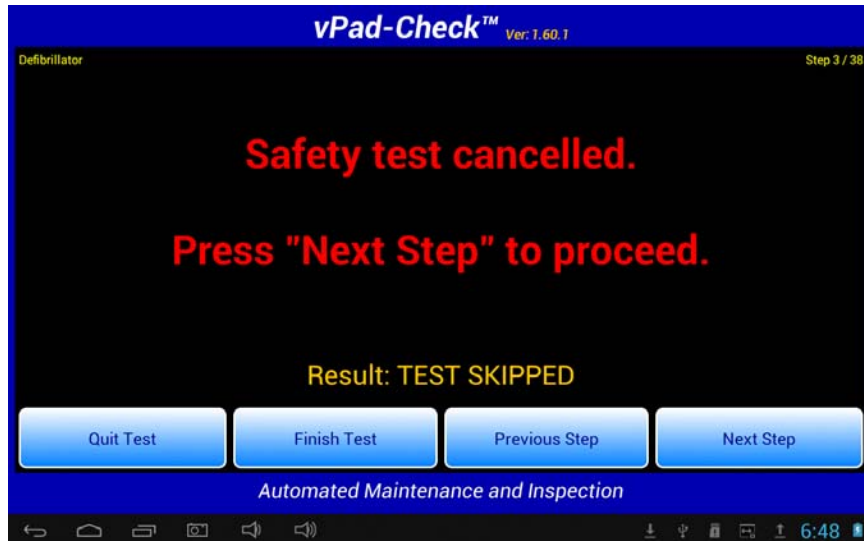 vPad-Check™ Ver: 1.60.1
Defibrillator Step 3 / 38
Safety test cancelled.
Press "Next Step" to proceed.
Result: TEST SKIPPED
Quit Test Finish Test Previous Step Next Step
Automated Maintenance and Inspection
6:48